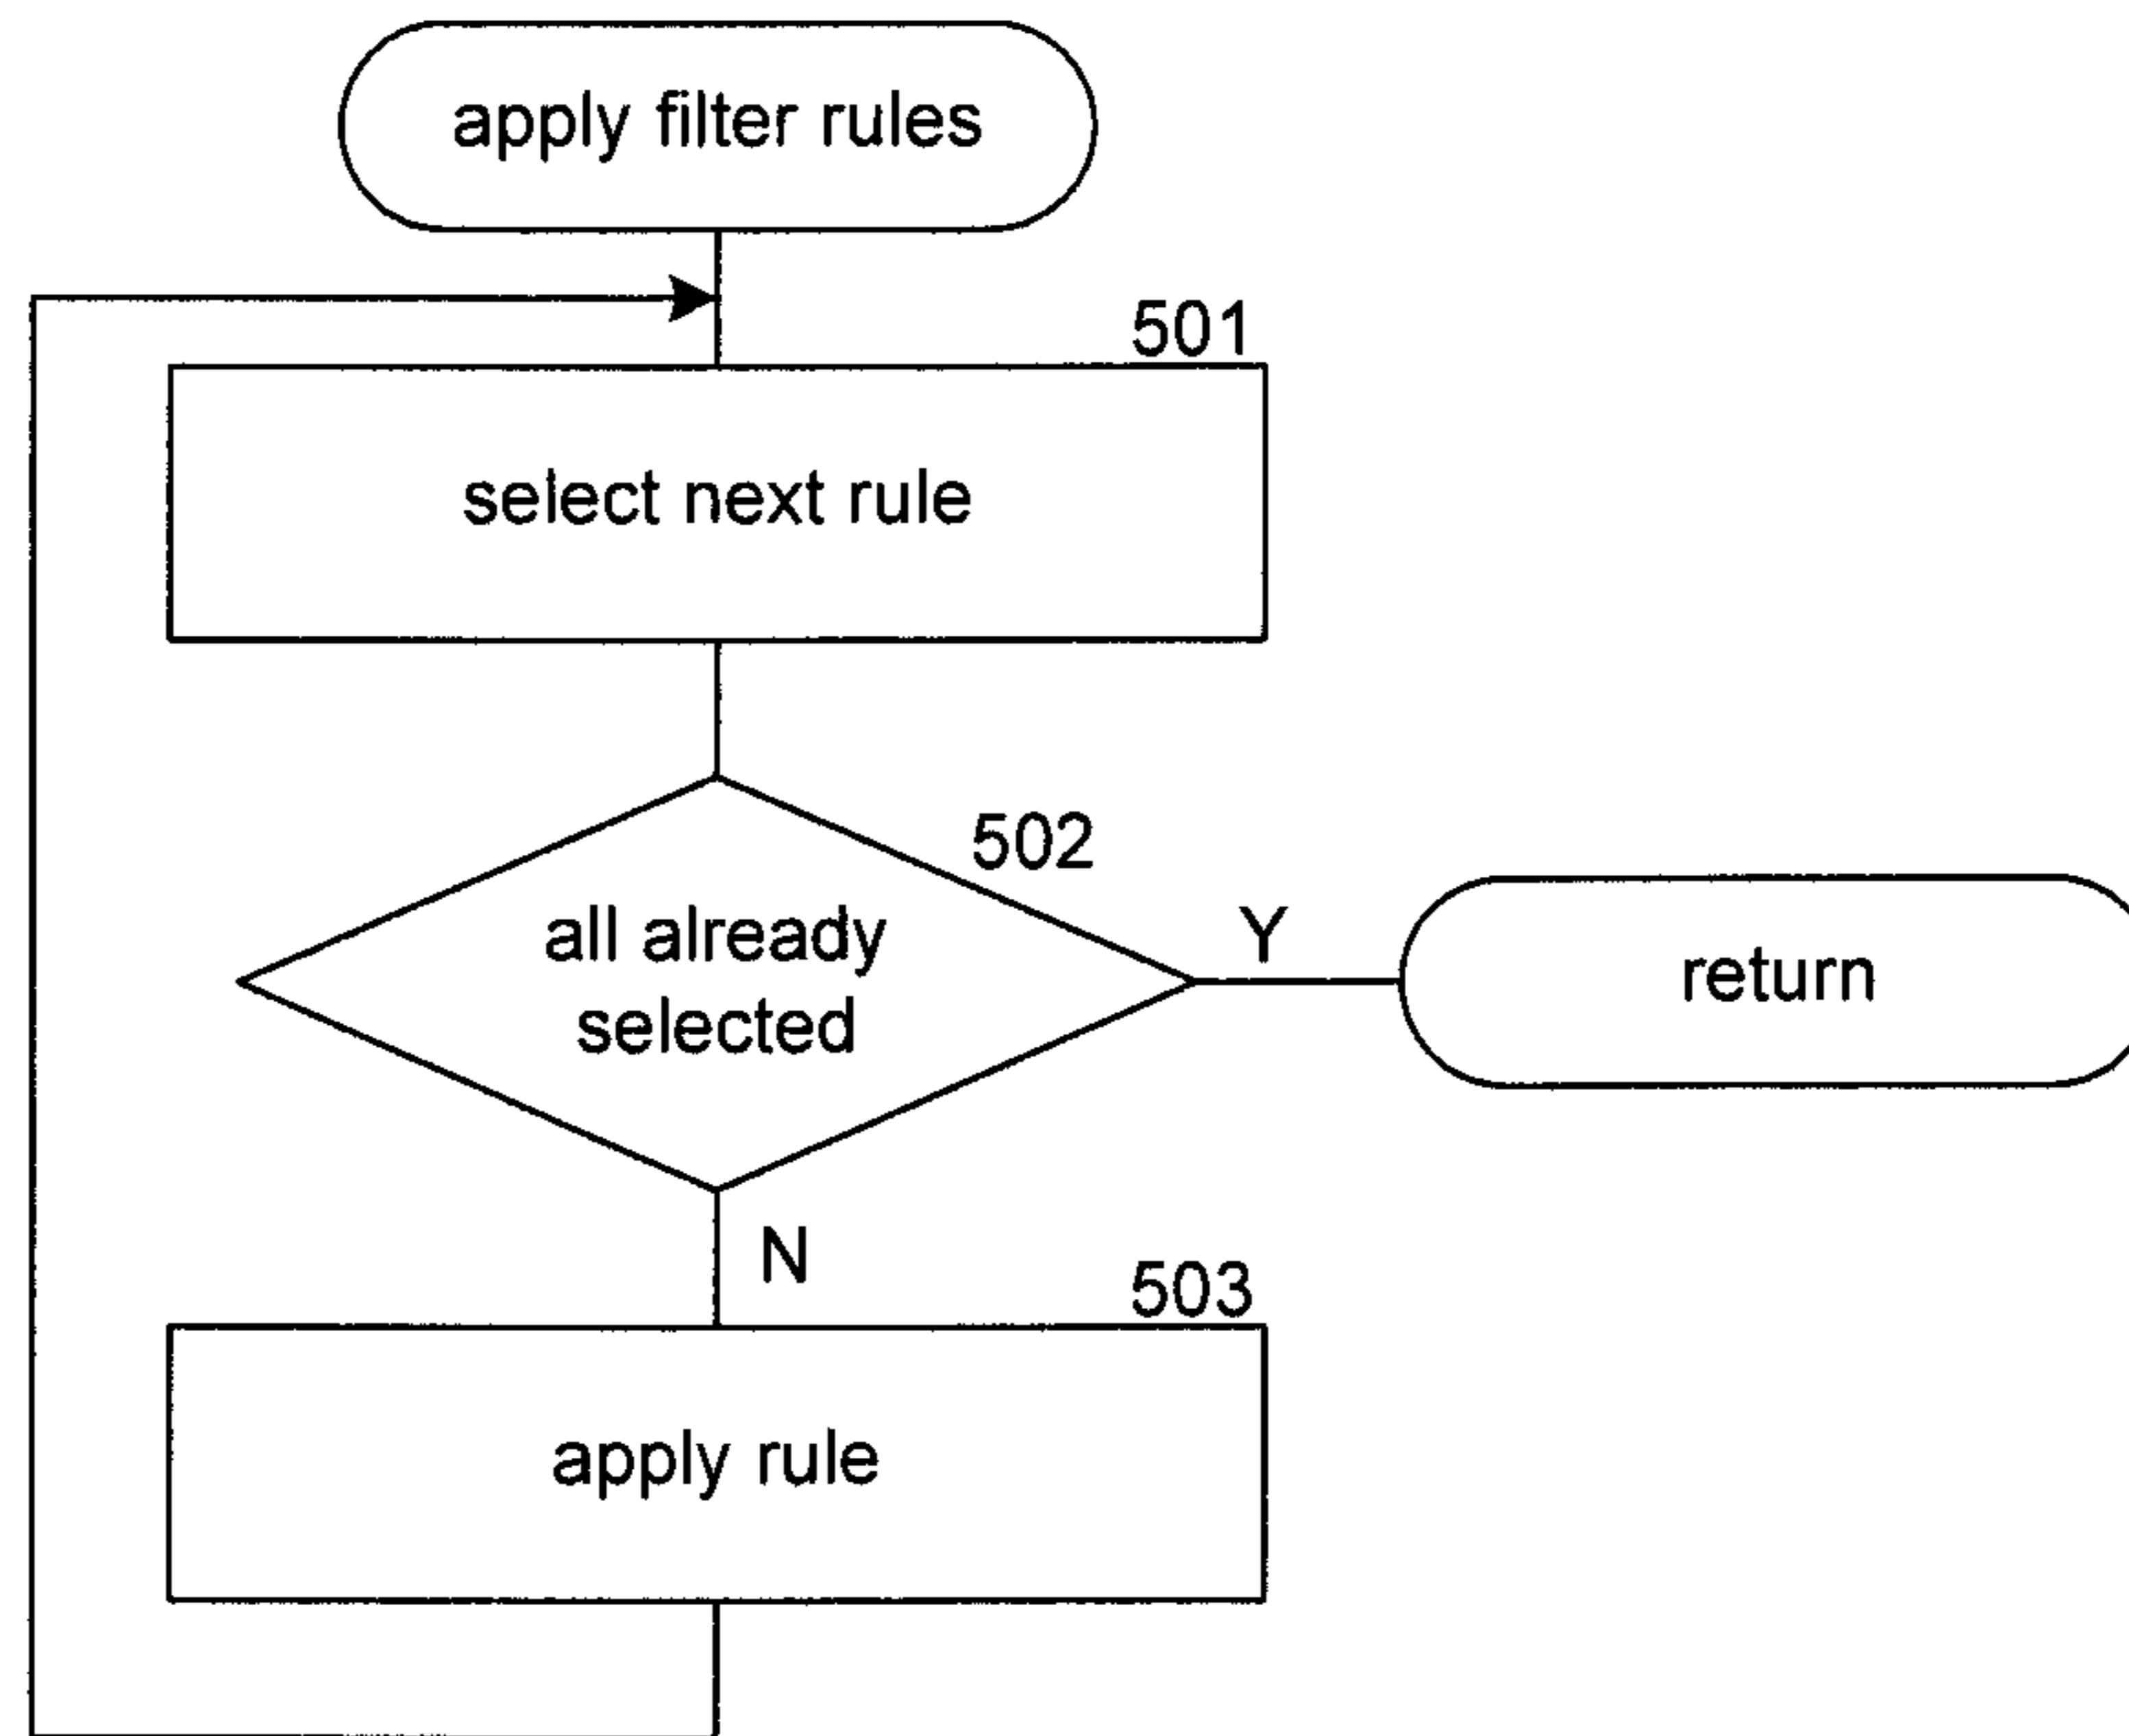 apply filter rules
501
select next rule
502
all already
selected
Y
return
N
503
apply rule